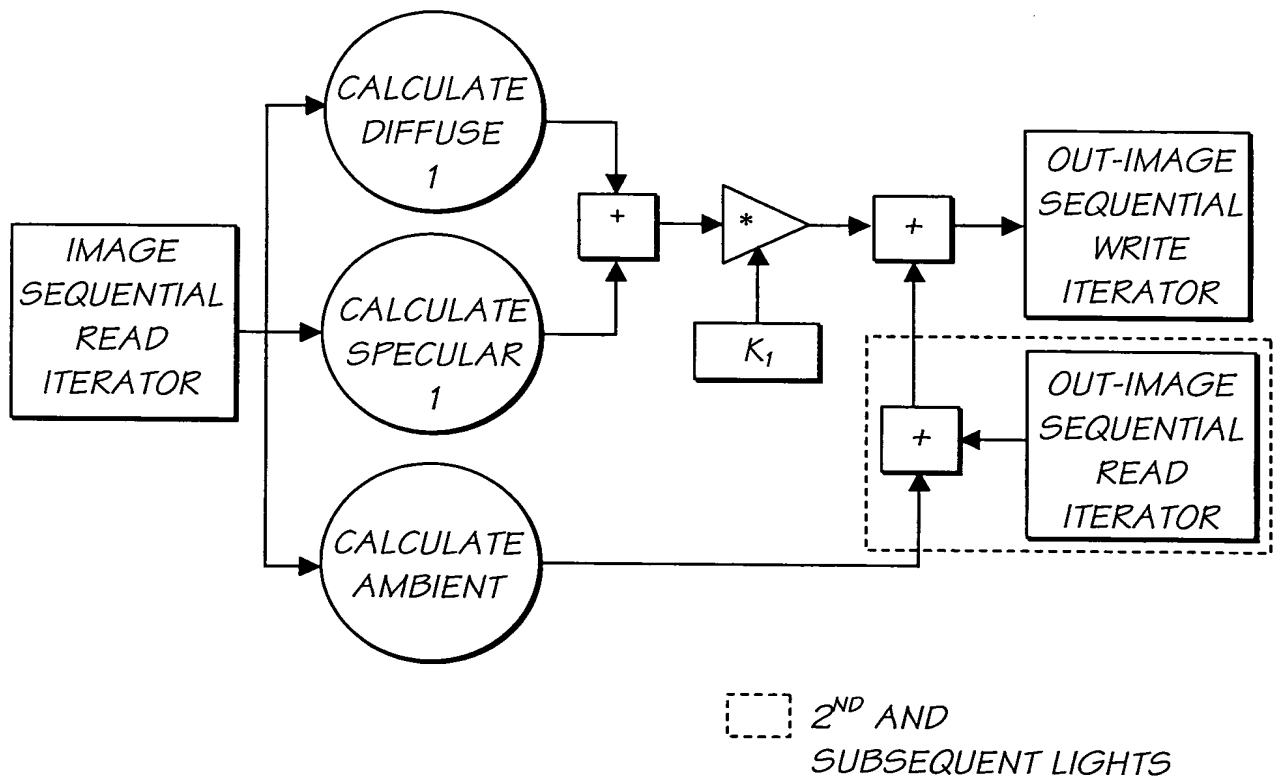 CALCULATE
DIFFUSE
1
IMAGE
SEQUENTIAL
READ
ITERATOR
CALCULATE
SPECULAR
1
CALCULATE
AMBIENT
+
*
K1
+
OUT-IMAGE
SEQUENTIAL
WRITE
ITERATOR
+
OUT-IMAGE
SEQUENTIAL
READ
ITERATOR
2ND AND
SUBSEQUENT LIGHTS